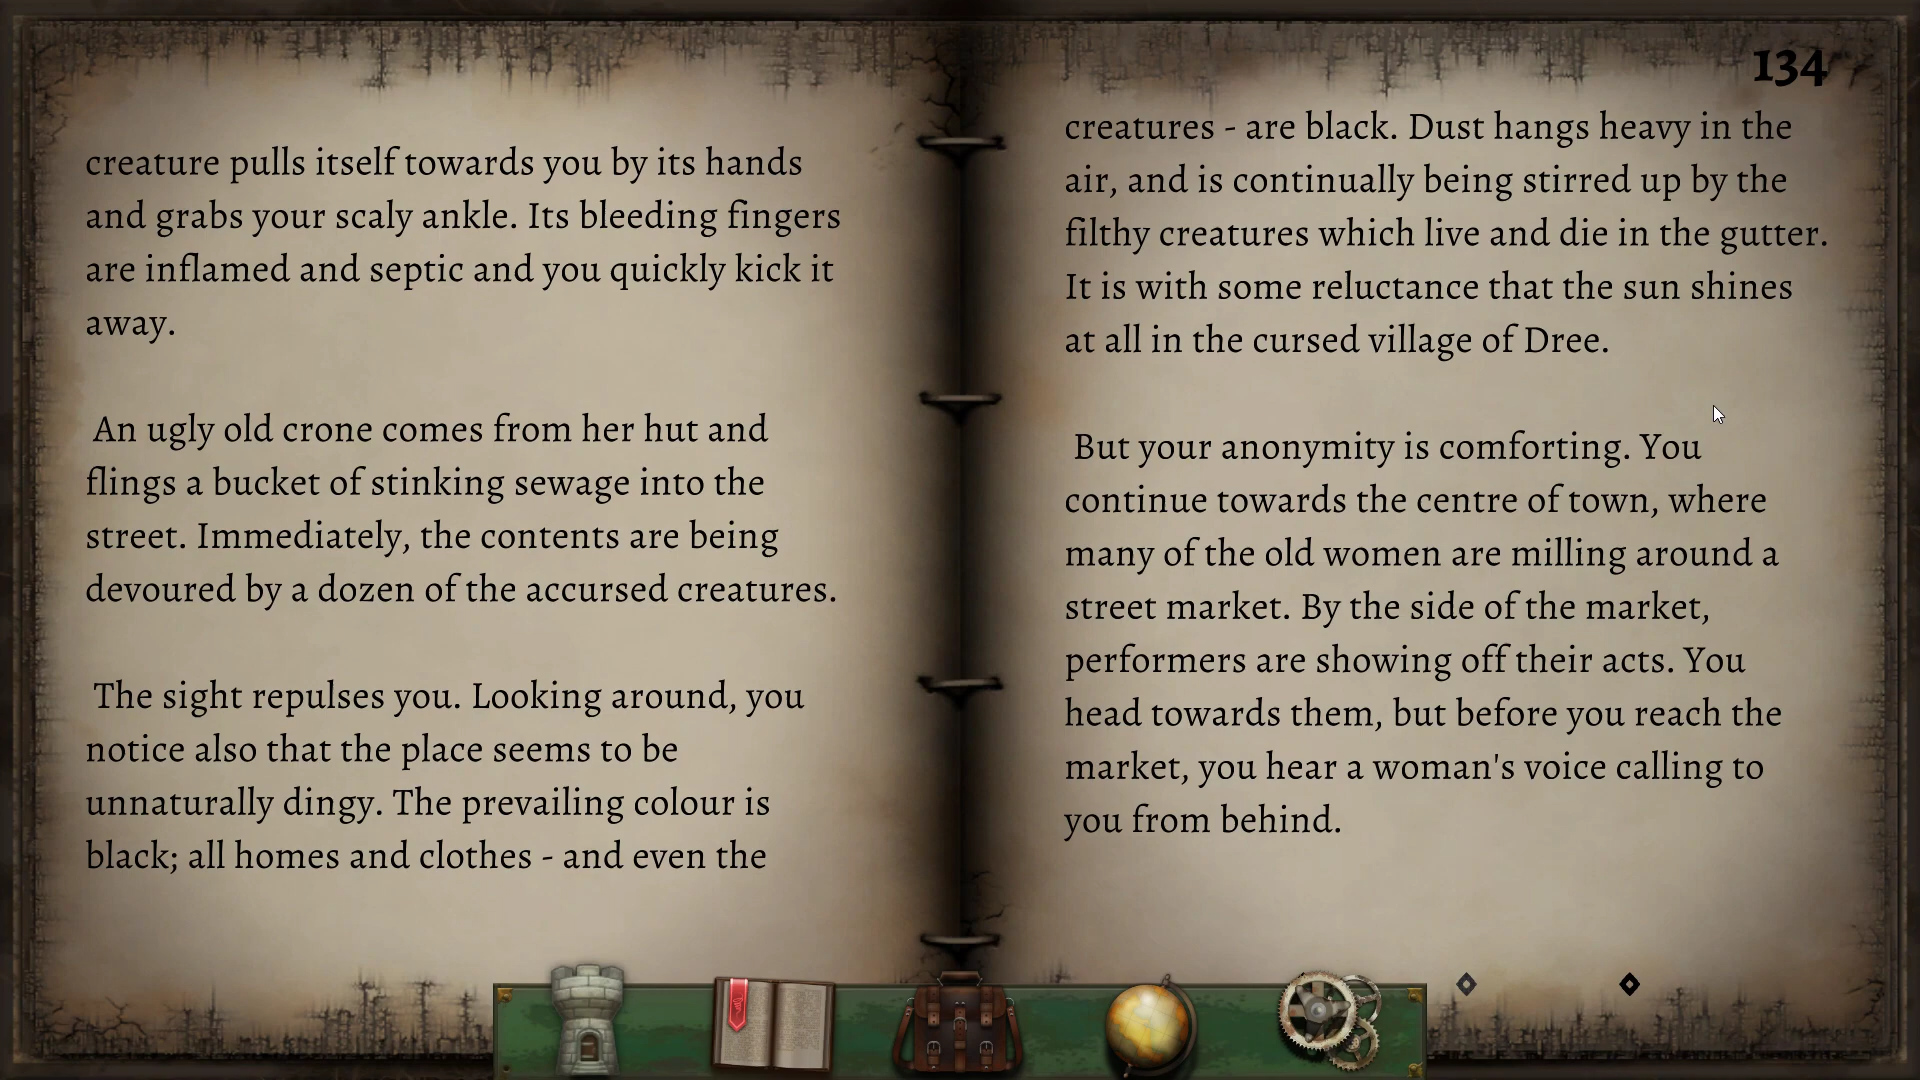 creature pulls itself towards you by its hands
and grabs your scaly ankle. Its bleeding fingers
are inflamed and septic and you quickly kick it
away.
An ugly old crone comes from her hut and
flings a bucket of stinking sewage into the
street. Immediately, the contents are being
devoured by a dozen of the accursed creatures.
The sight repulses you. Looking around, you
notice also that the place seems to be
unnaturally dingy. The prevailing colour is
black; all homes and clothes - and even the
134
creatures - are black. Dust hangs heavy in the
air, and is continually being stirred up by the
filthy creatures which live and die in the gutter.
It is with some reluctance that the sun shines
at all in the cursed village of Dree.
But your anonymity is comforting. You
continue towards the centre of town, where
many of the old women are milling around a
street market. By the side of the market,
performers are showing off their acts. You
head towards them, but before you reach the
market, you hear a woman's voice calling to
you from behind.